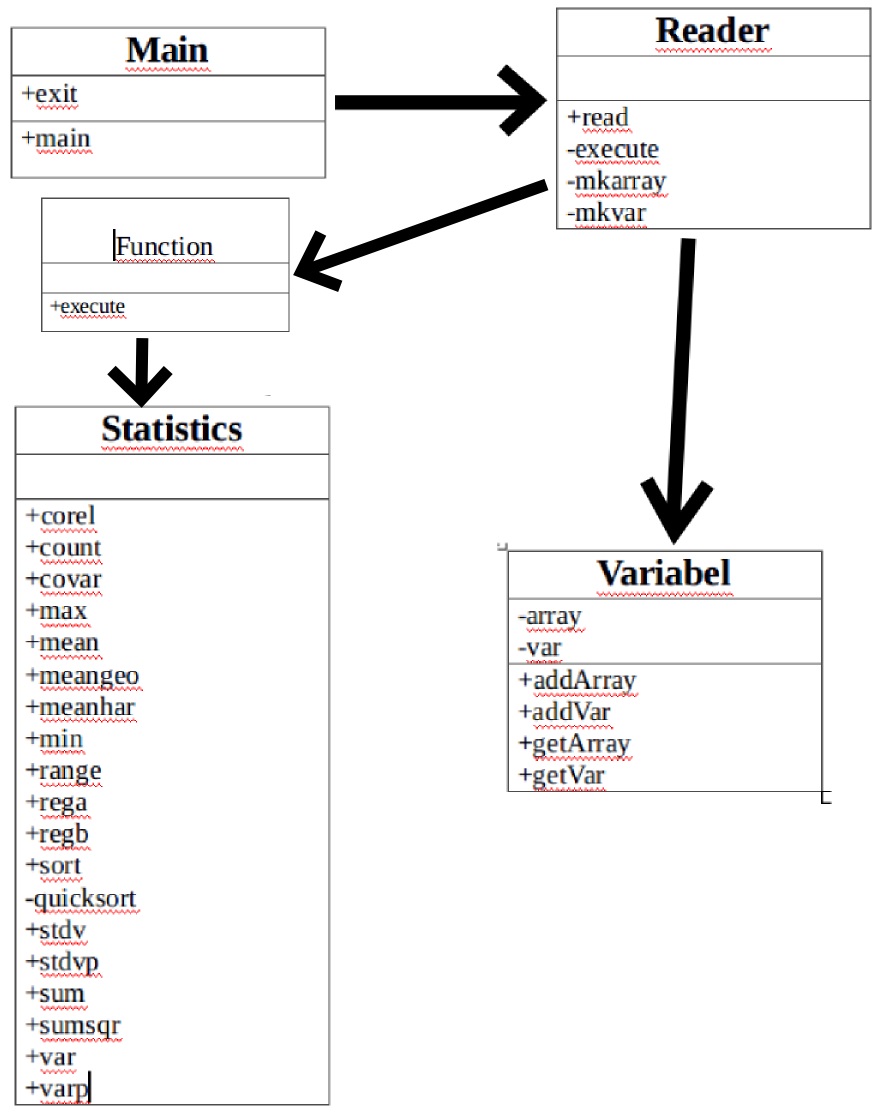 Main
+exit
+main
Reader
+read
-execute
-mkarray
-mkvar
Function
+execute
Statistics
+corel
+count
+covar
+max
+mean
+meangeo
+meanhar
+min
+range
+rega
+regb
+sort
-quicksort
+stdv
+stdvp
+sum
+sumsqr
+var
+varp
Variabel
-array
-var
+addArray
+addVar
+getArray
+getVar